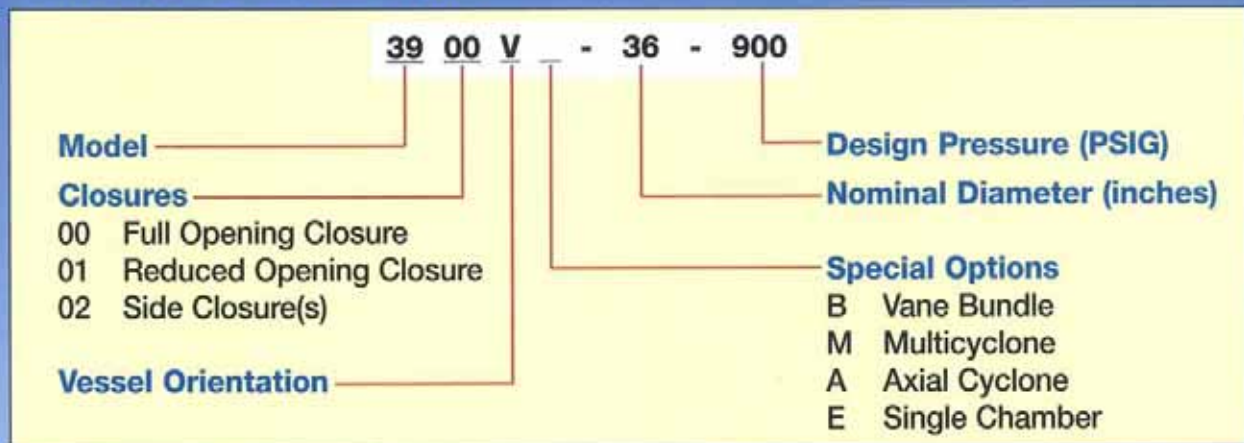 39 00 V _ - 36 - 900
Model
Closures
00 Full Opening Closure
01 Reduced Opening Closure
02 Side Closure(s)
Vessel Orientation
Design Pressure (PSIG)
Nominal Diameter (inches)
Special Options
B Vane Bundle
M Multicyclone
A Axial Cyclone
E Single Chamber